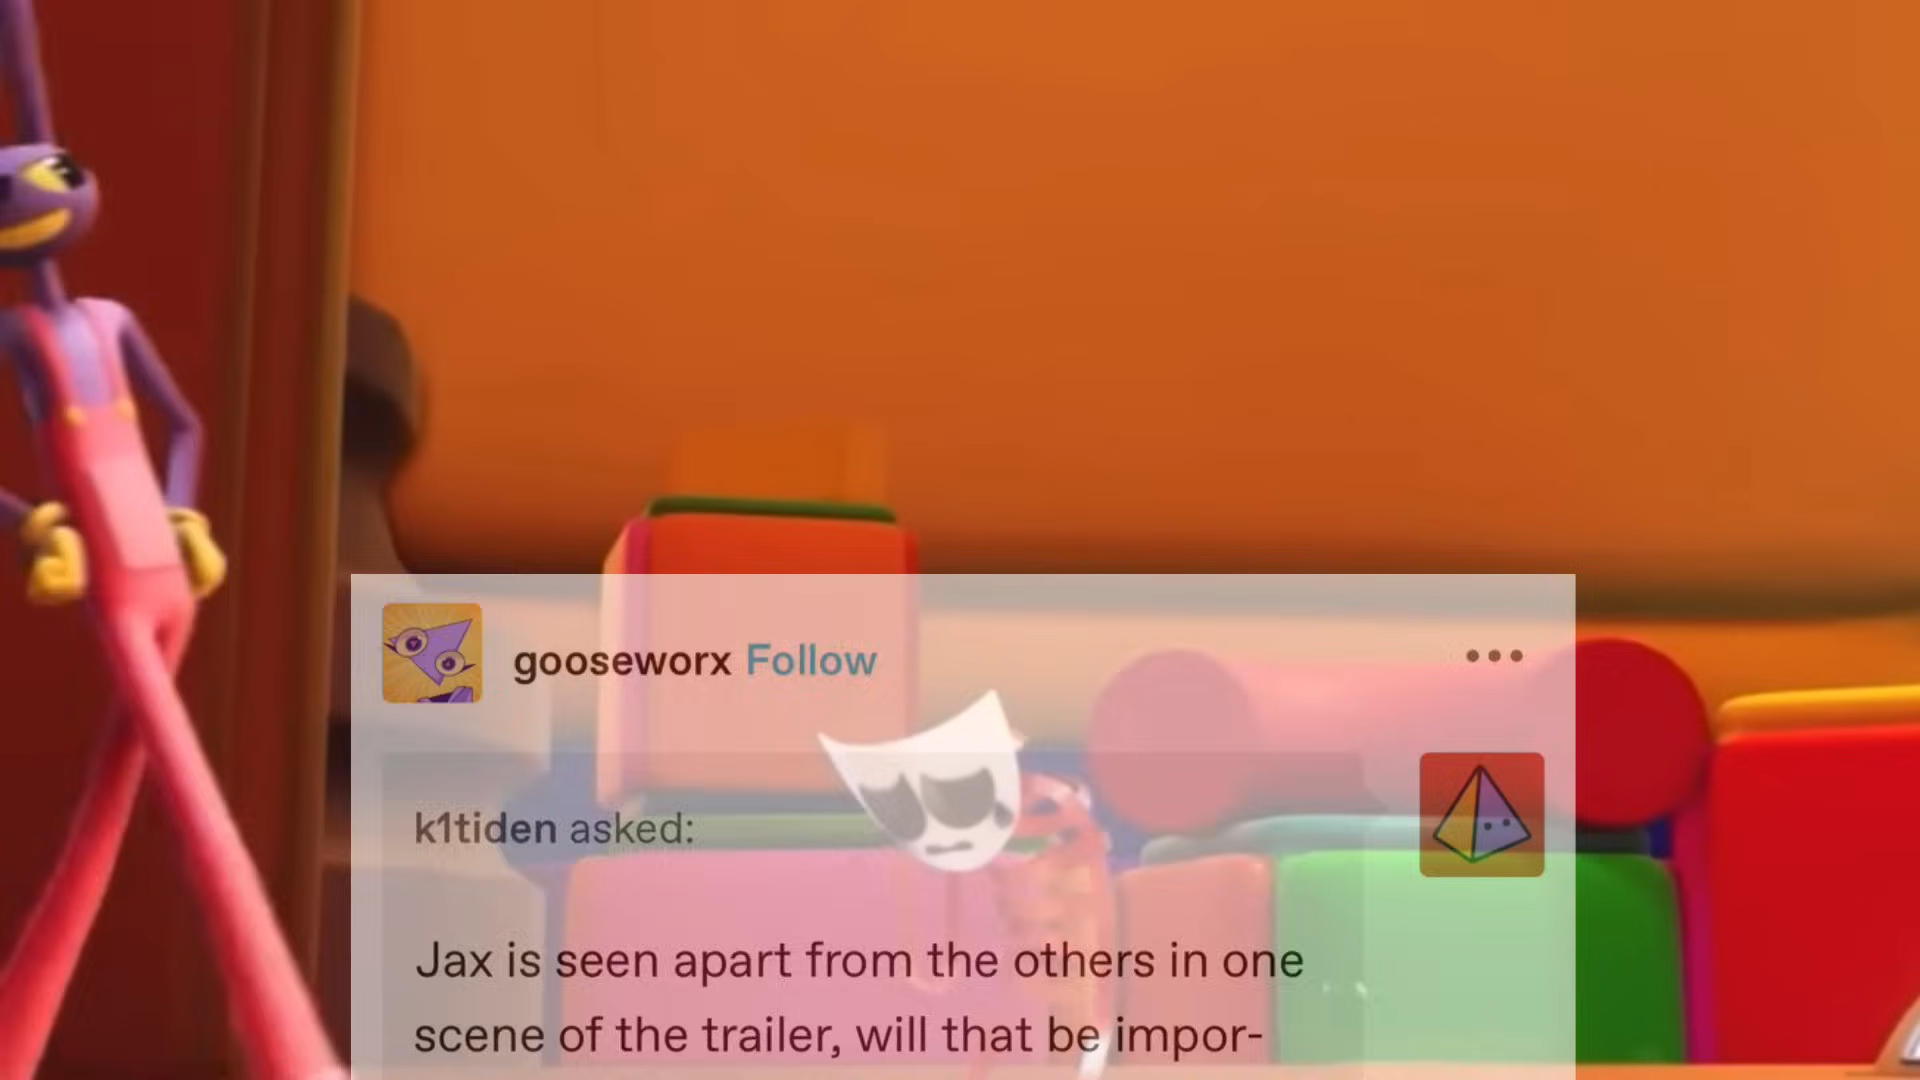 gooseworx Follow
k1tiden asked:
Jax is seen apart from the others in one
scene of the trailer, will that be impor-